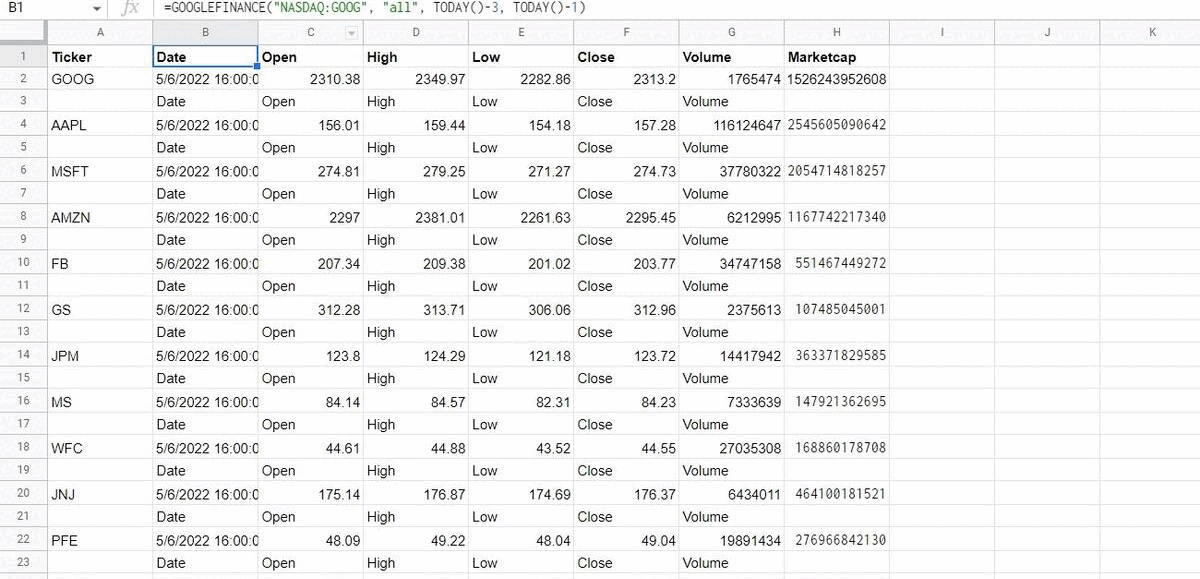 B1 fx =GOOGLEFINANCE("NASDAQ:GOOG", "all", TODAY()-3, TODAY()-1)
A B C D E F G H I J K
1 Ticker Date Open High Low Close Volume Marketcap
2 GOOG 5/6/2022 16:00:0 2310.38 2349.97 2282.86 2313.2 1765474 1526243952608
3 Date Open High Low Close Volume
4 AAPL 5/6/2022 16:00:0 156.01 159.44 154.18 157.28 116124647 2545605090642
5 Date Open High Low Close Volume
6 MSFT 5/6/2022 16:00:0 274.81 279.25 271.27 274.73 37780322 2054714818257
7 Date Open High Low Close Volume
8 AMZN 5/6/2022 16:00:0 2297 2381.01 2261.63 2295.45 6212995 1167742217340
9 Date Open High Low Close Volume
10 FB 5/6/2022 16:00:0 207.34 209.38 201.02 203.77 34747158 551467449272
11 Date Open High Low Close Volume
12 GS 5/6/2022 16:00:0 312.28 313.71 306.06 312.96 2375613 107485045001
13 Date Open High Low Close Volume
14 JPM 5/6/2022 16:00:0 123.8 124.29 121.18 123.72 14417942 363371829585
15 Date Open High Low Close Volume
16 MS 5/6/2022 16:00:0 84.14 84.57 82.31 84.23 7333639 147921362695
17 Date Open High Low Close Volume
18 WFC 5/6/2022 16:00:0 44.61 44.88 43.52 44.55 27035308 168860178708
19 Date Open High Low Close Volume
20 JNJ 5/6/2022 16:00:0 175.14 176.87 174.69 176.37 6434011 464100181521
21 Date Open High Low Close Volume
22 PFE 5/6/2022 16:00:0 48.09 49.22 48.04 49.04 19891434 276966842130
23 Date Open High Low Close Volume